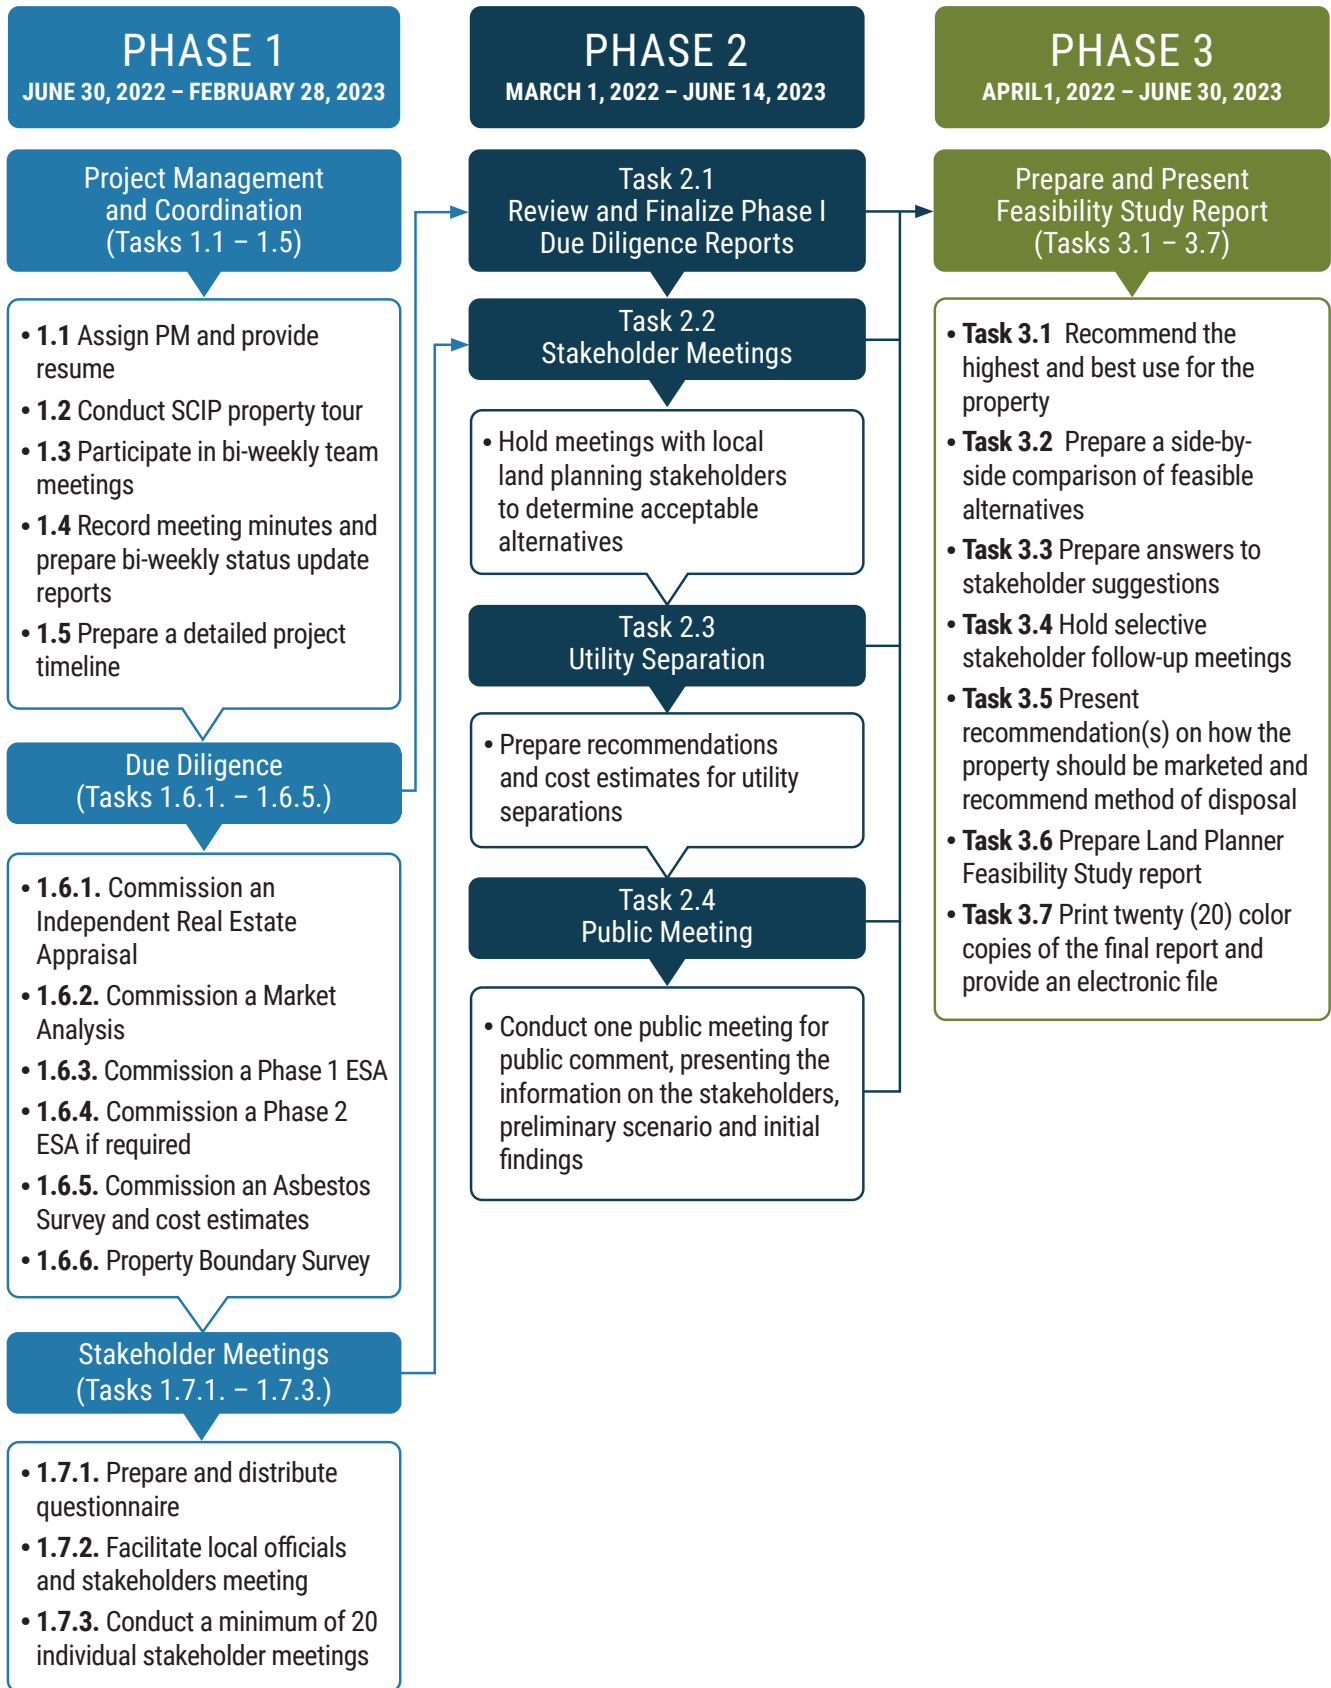 PHASE 1
JUNE 30, 2022 – FEBRUARY 28, 2023
Project Management
and Coordination
(Tasks 1.1 – 1.5)
• 1.1 Assign PM and provide
resume
• 1.2 Conduct SCIP property tour
• 1.3 Participate in bi-weekly team
meetings
• 1.4 Record meeting minutes and
prepare bi-weekly status update
reports
• 1.5 Prepare a detailed project
timeline
Due Diligence
(Tasks 1.6.1. – 1.6.5.)
• 1.6.1. Commission an
Independent Real Estate
Appraisal
• 1.6.2. Commission a Market
Analysis
• 1.6.3. Commission a Phase 1 ESA
• 1.6.4. Commission a Phase 2
ESA if required
• 1.6.5. Commission an Asbestos
Survey and cost estimates
• 1.6.6. Property Boundary Survey
Stakeholder Meetings
(Tasks 1.7.1. – 1.7.3.)
• 1.7.1. Prepare and distribute
questionnaire
• 1.7.2. Facilitate local officials
and stakeholders meeting
• 1.7.3. Conduct a minimum of 20
individual stakeholder meetings
PHASE 2
MARCH 1, 2022 – JUNE 14, 2023
Task 2.1
Review and Finalize Phase I
Due Diligence Reports
Task 2.2
Stakeholder Meetings
• Hold meetings with local
land planning stakeholders
to determine acceptable
alternatives
Task 2.3
Utility Separation
• Prepare recommendations
and cost estimates for utility
separations
Task 2.4
Public Meeting
• Conduct one public meeting for
public comment, presenting the
information on the stakeholders,
preliminary scenario and initial
findings
PHASE 3
APRIL1, 2022 – JUNE 30, 2023
Prepare and Present
Feasibility Study Report
(Tasks 3.1 – 3.7)
• Task 3.1 Recommend the
highest and best use for the
property
• Task 3.2 Prepare a side-by-
side comparison of feasible
alternatives
• Task 3.3 Prepare answers to
stakeholder suggestions
• Task 3.4 Hold selective
stakeholder follow-up meetings
• Task 3.5 Present
recommendation(s) on how the
property should be marketed and
recommend method of disposal
• Task 3.6 Prepare Land Planner
Feasibility Study report
• Task 3.7 Print twenty (20) color
copies of the final report and
provide an electronic file